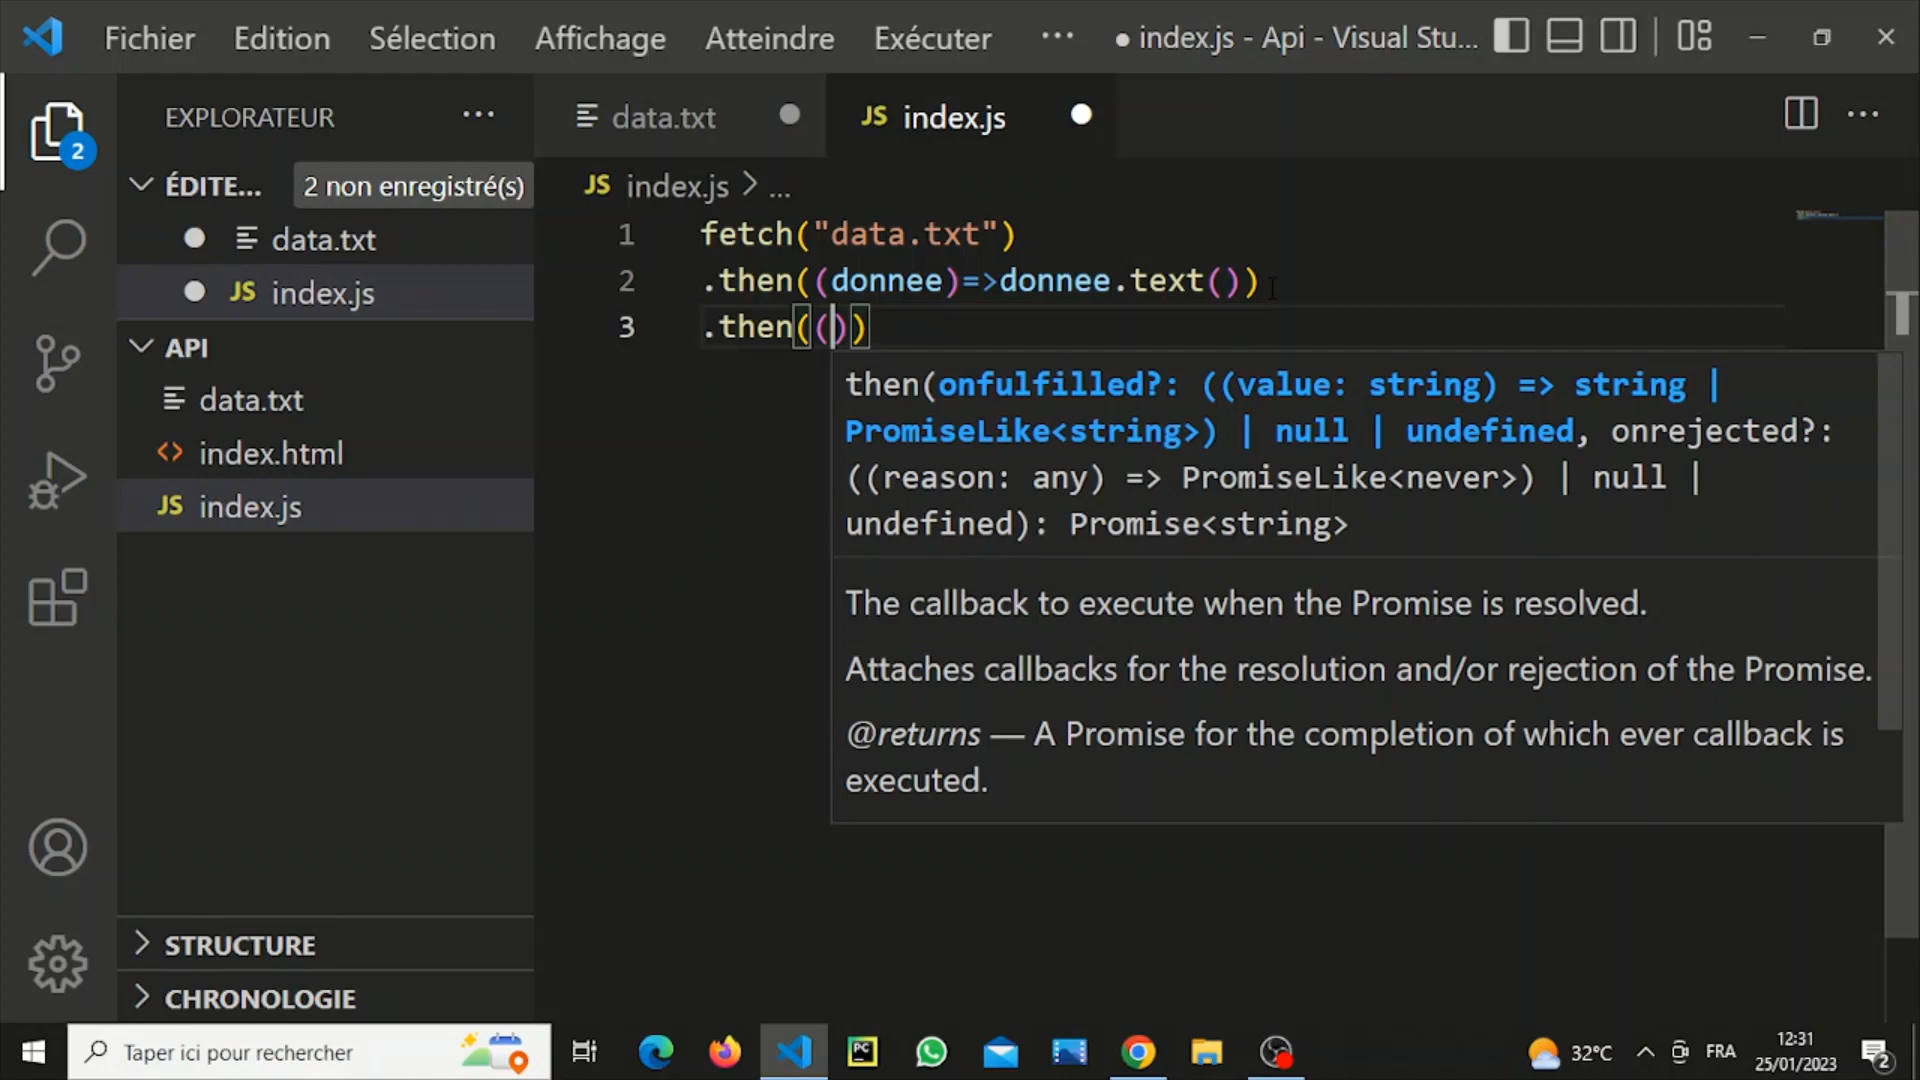 Fichier Edition Sélection Affichage Atteindre Exécuter ··· ● index.js - Api - Visual Stu...
EXPLORATEUR ···
data.txt ●
JS index.js ●
···
ÉDITE... 2 non enregistré(s)
● data.txt
● JS index.js
API
data.txt
<> index.html
JS index.js
STRUCTURE
CHRONOLOGIE
2
JS index.js > ...
1 fetch("data.txt")
2 .then((donnee)=>donnee.text())
3 .then(())
then(onfulfilled?: ((value: string) => string |
PromiseLike<string>) | null | undefined, onrejected?:
((reason: any) => PromiseLike<never>) | null |
undefined): Promise<string>
The callback to execute when the Promise is resolved.
Attaches callbacks for the resolution and/or rejection of the Promise.
@returns — A Promise for the completion of which ever callback is
executed.
Taper ici pour rechercher
PC
32°C
FRA
12:31
25/01/2023
2